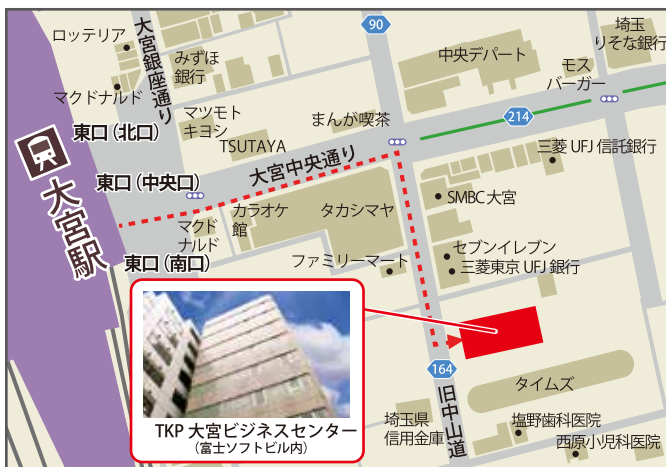 90
埼玉
りそな銀行
ロッテリア
大宮銀座通り
みずほ
銀行
中央デパート
モス
バーガー
マクドナルド
マツモト
キヨシ
まんが喫茶
214
東口（北口）
TSUTAYA
三菱 UFJ 信託銀行
大宮中央通り
東口（中央口）
大宮駅
SMBC 大宮
マクド
ナルド
カラオケ
館
タカシマヤ
東口（南口）
ファミリーマート
セブンイレブン
三菱東京 UFJ 銀行
164
旧中山道
タイムズ
TKP 大宮ビジネスセンター
（富士ソフトビル内）
埼玉県
信用金庫
塩野歯科医院
西原小児科医院